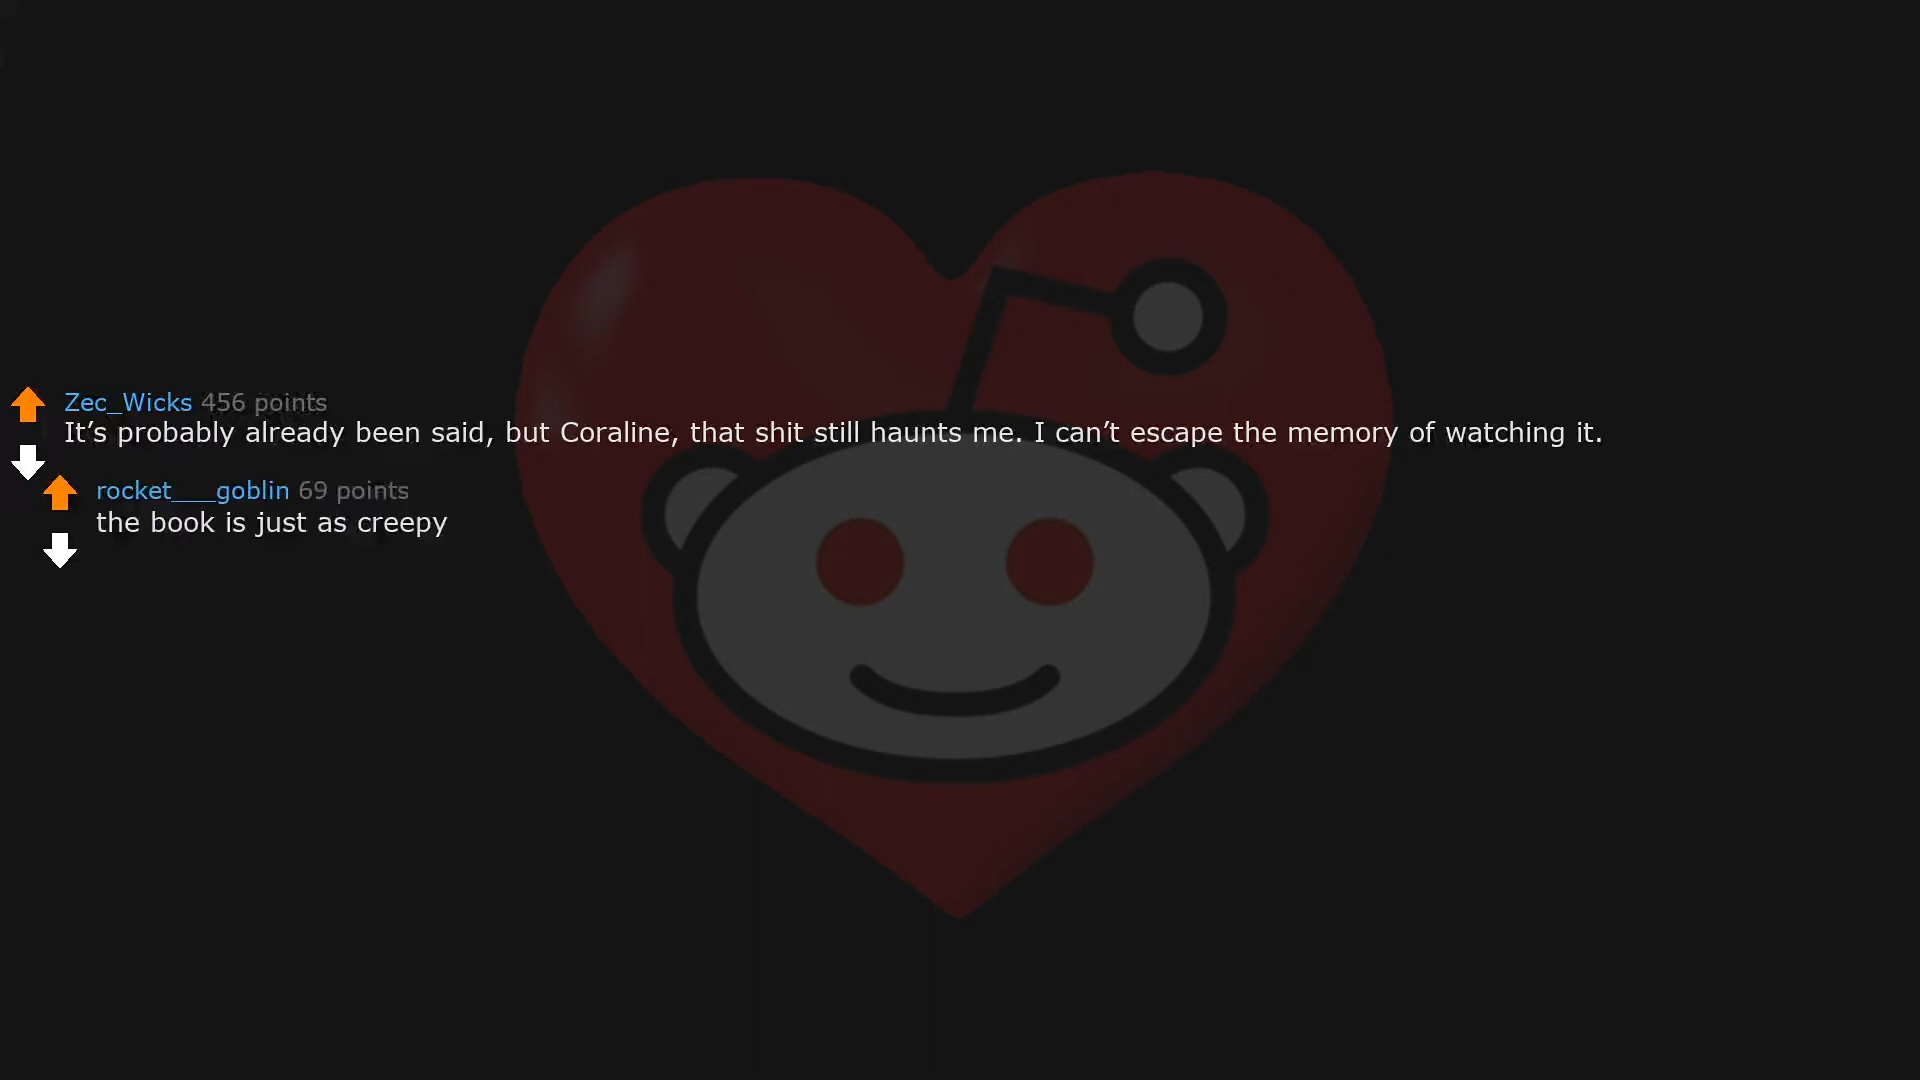 Zec_Wicks 456 points
It’s probably already been said, but Coraline, that shit still haunts me. I can’t escape the memory of watching it.
rocket___goblin 69 points
the book is just as creepy